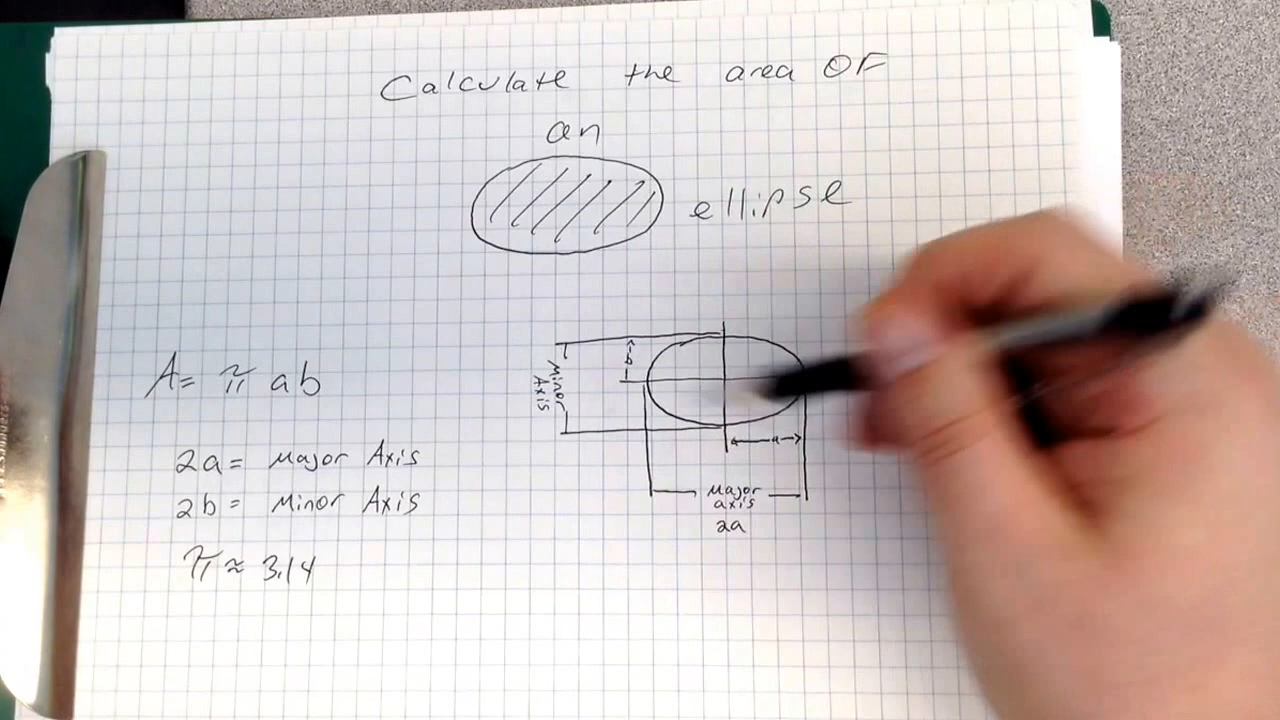 Calculate the area OF
an
ellipse
A= π ab
2a= Major Axis
2b= Minor Axis
π ≈ 3.14
b
Minor
Axis
a
Major
axis
2a